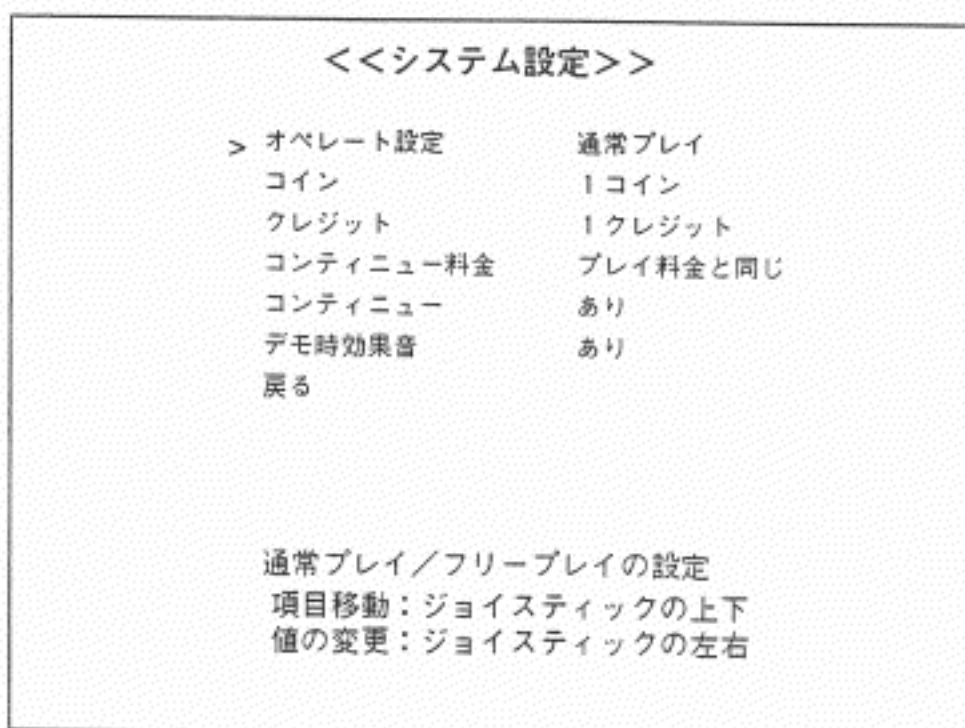 ＜＜システム設定＞＞
> オペレート設定 通常プレイ
コイン 1コイン
クレジット 1クレジット
コンティニュー料金 プレイ料金と同じ
コンティニュー あり
デモ時効果音 あり
戻る
通常プレイ／フリープレイの設定
項目移動：ジョイスティックの上下
値の変更：ジョイスティックの左右